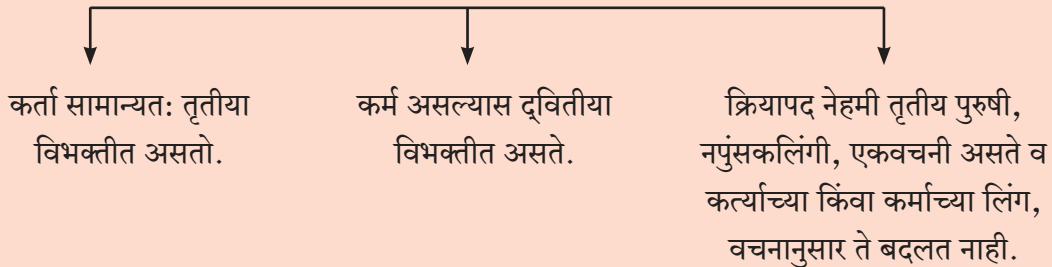 कर्ता सामान्यत: तृतीया
विभक्तीत असतो.
कर्म असल्यास द्‌वितीया
विभक्तीत असते.
क्रियापद नेहमी तृतीय पुरुषी,
नपुंसकलिंगी, एकवचनी असते व
कर्त्याच्या किंवा कर्माच्या लिंग,
वचनानुसार ते बदलत नाही.